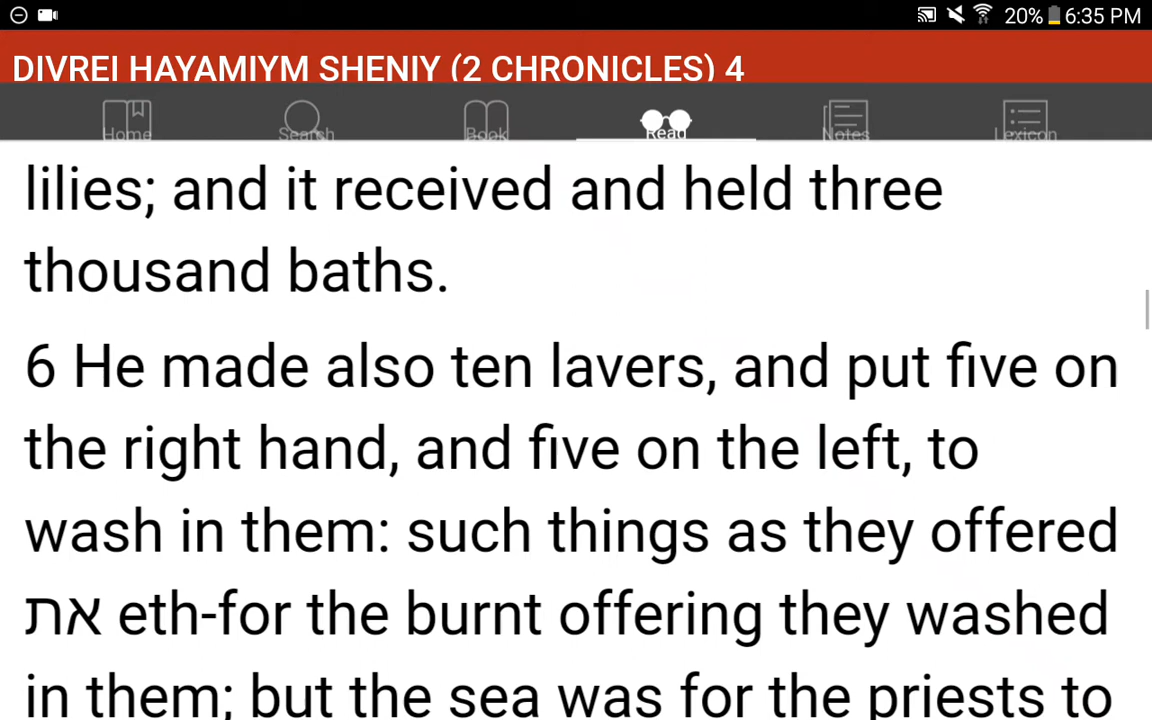 20% 6:35 PM
DIVREI HAYAMIYM SHENIY (2 CHRONICLES) 4
Home Search Book Read Notes Lexicon
lilies; and it received and held three
thousand baths.
6 He made also ten lavers, and put five on
the right hand, and five on the left, to
wash in them: such things as they offered
את eth-for the burnt offering they washed
in them; but the sea was for the priests to